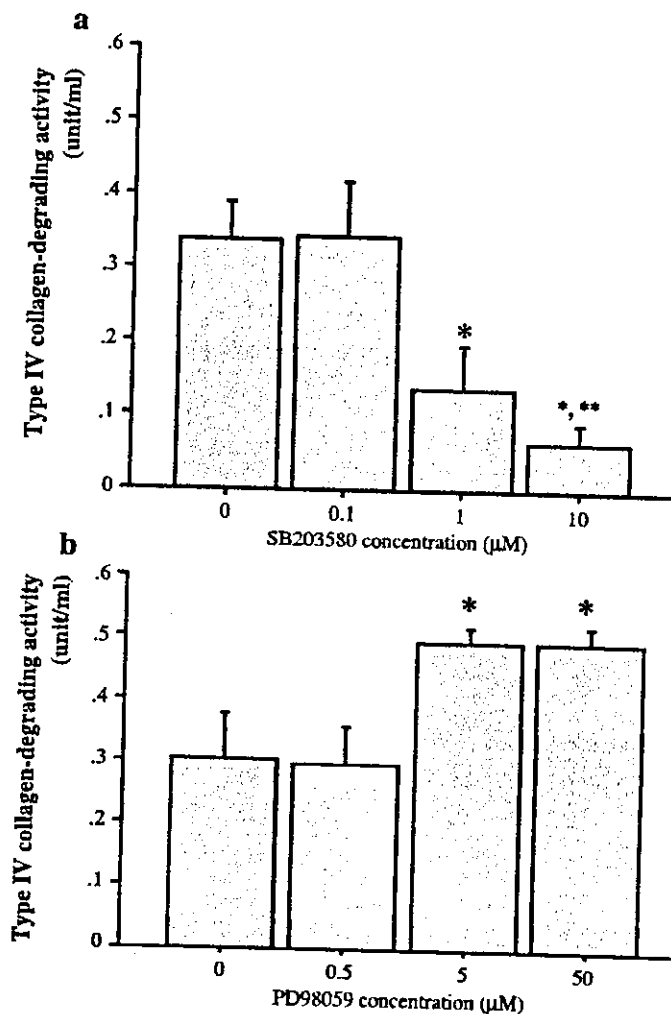 a
Type IV collagen-degrading activity
(unit/ml)
.6
.5
.4
.3
.2
.1
0
*
*, **
0 0.1 1 10
SB203580 concentration (μM)
b
Type IV collagen-degrading activity
(unit/ml)
.6
.5
.4
.3
.2
.1
0
* *
0 0.5 5 50
PD98059 concentration (μM)